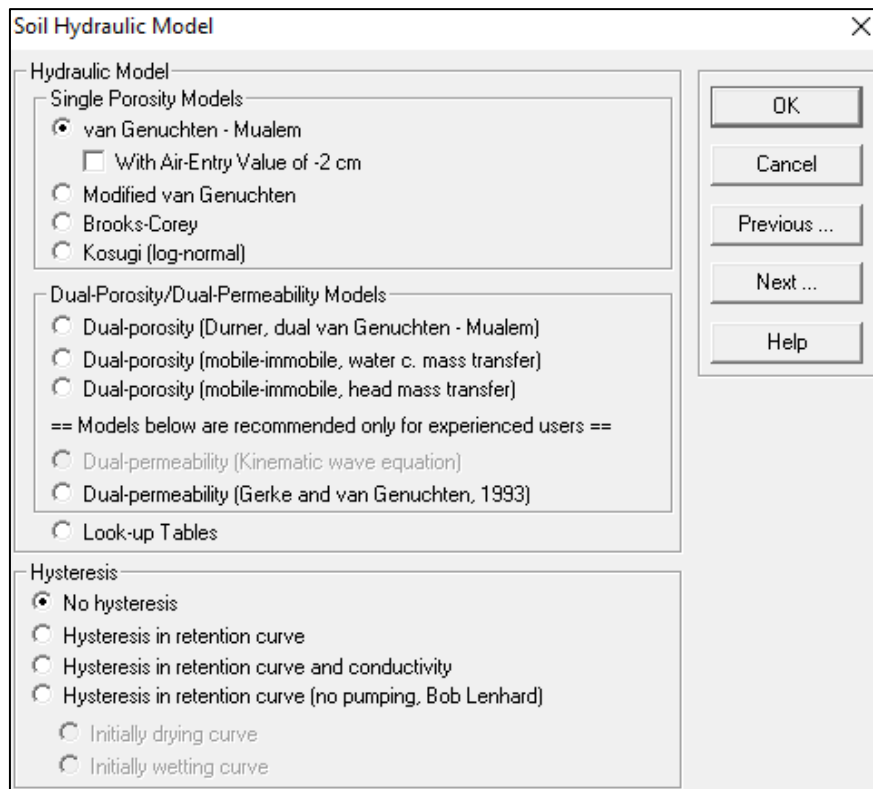 Soil Hydraulic Model
Hydraulic Model
Single Porosity Models
van Genuchten - Mualem
With Air-Entry Value of -2 cm
Modified van Genuchten
Brooks-Corey
Kosugi (log-normal)
Dual-Porosity/Dual-Permeability Models
Dual-porosity (Durner, dual van Genuchten - Mualem)
Dual-porosity (mobile-immobile, water c. mass transfer)
Dual-porosity (mobile-immobile, head mass transfer)
== Models below are recommended only for experienced users ==
Dual-permeability (Kinematic wave equation)
Dual-permeability (Gerke and van Genuchten, 1993)
Look-up Tables
Hysteresis
No hysteresis
Hysteresis in retention curve
Hysteresis in retention curve and conductivity
Hysteresis in retention curve (no pumping, Bob Lenhard)
Initially drying curve
Initially wetting curve
OK
Cancel
Previous ...
Next ...
Help